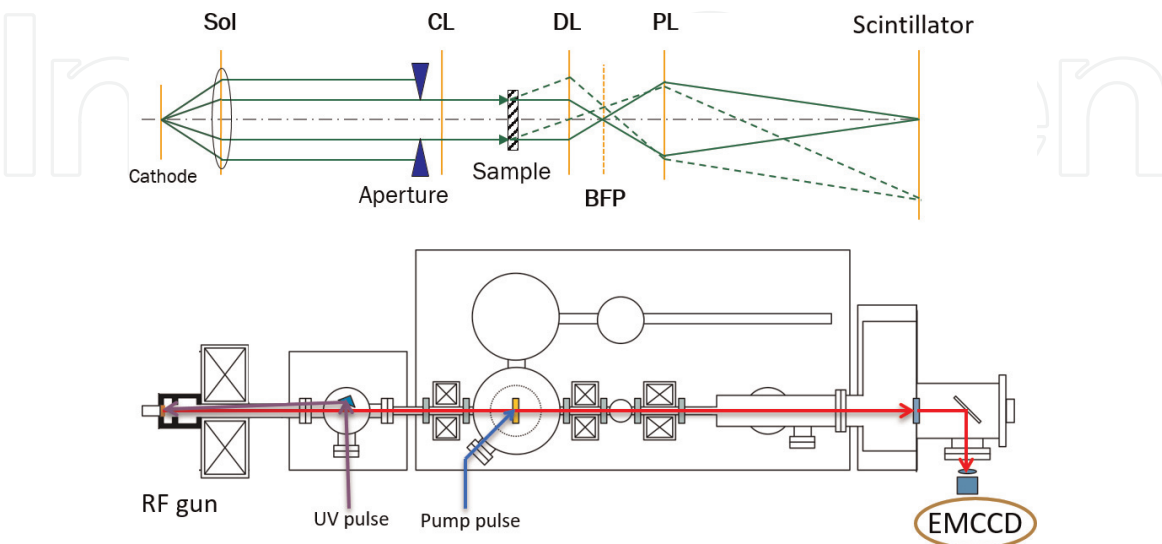 Sol CL DL PL Scintillator
Cathode
Sample
Aperture
BFP
RF gun
UV pulse
Pump pulse
EMCCD